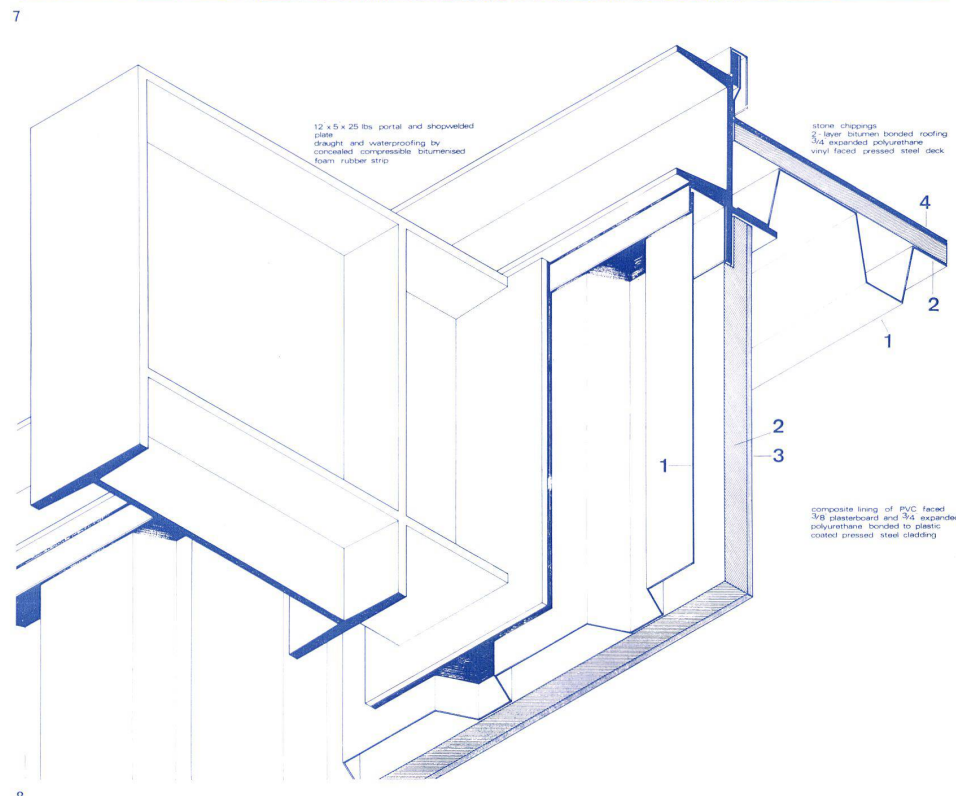 7
12 x 5 x 25 lbs portal and shopwelded
plate
draught and waterproofing by
concealed compressible bitumenised
foam rubber strip
stone chippings
2-layer bitumen bonded roofing
3/4 expanded polyurethane
vinyl faced pressed steel deck
4
2
1
2
1
3
composite lining of PVC faced
3/8 plasterboard and 3/4 expande
polyurethane bonded to plastic
coated pressed steel cladding
8